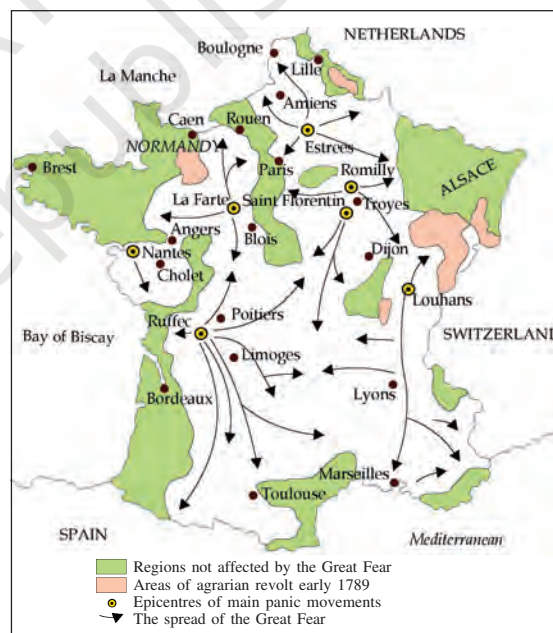 NETHERLANDS
Boulogne
Lille
La Manche
Amiens
Caen
Rouen
Estrees
NORMANDY
Paris
Romilly
ALSACE
Brest
La Farte
Saint Florentin
Troyes
Angers
Blois
Dijon
Nantes
Cholet
Louhans
Poitiers
Ruffec
SWITZERLAND
Bay of Biscay
Limoges
Bordeaux
Lyons
Marseilles
Toulouse
SPAIN
Mediterranean
Regions not affected by the Great Fear
Areas of agrarian revolt early 1789
Epicentres of main panic movements
The spread of the Great Fear